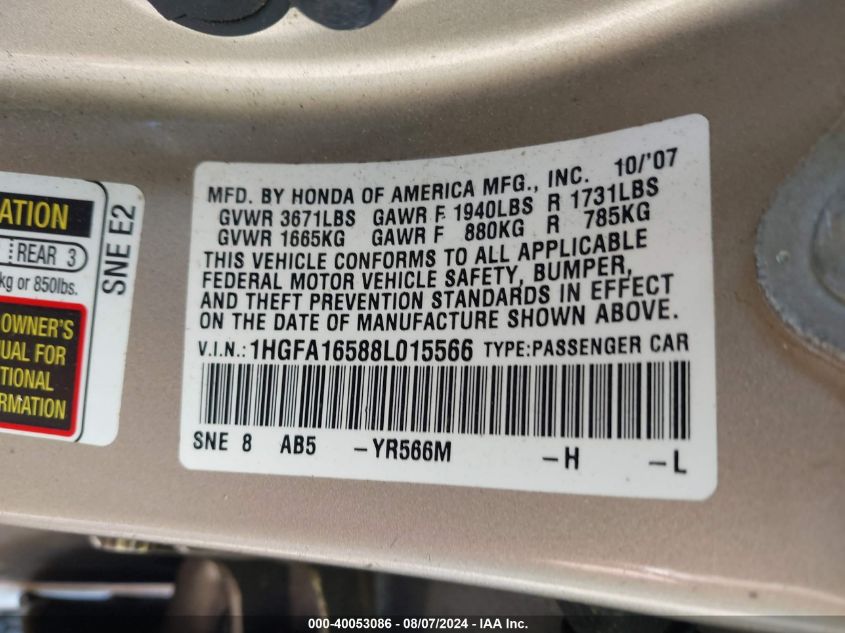 MFD. BY HONDA OF AMERICA MFG., INC. 10/'07
GVWR 3671LBS GAWR F 1940LBS R 1731LBS
GVWR 1665KG GAWR F 880KG R 785KG
THIS VEHICLE CONFORMS TO ALL APPLICABLE
FEDERAL MOTOR VEHICLE SAFETY, BUMPER,
AND THEFT PREVENTION STANDARDS IN EFFECT
ON THE DATE OF MANUFACTURE SHOWN ABOVE.
V.I.N.: 1HGFA16588L015566 TYPE:PASSENGER CAR
SNE 8 AB5 -YR566M -H -L
ATION
REAR 3
kg or 850lbs.
OWNER'S
UAL FOR
TIONAL
RMATION
SNE E2
000-40053086 - 08/07/2024 - IAA Inc.